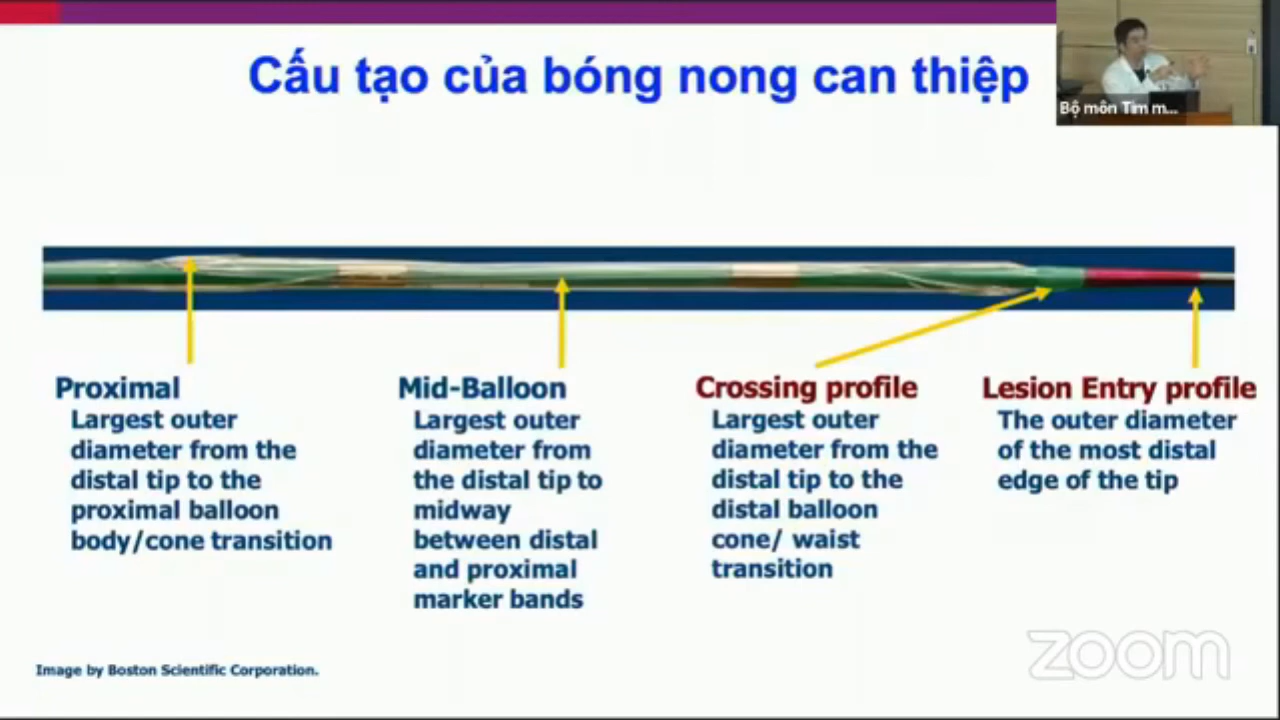 Cấu tạo của bóng nong can thiệp
Bộ môn Tim m...
Proximal
Largest outer
diameter from the
distal tip to the
proximal balloon
body/cone transition
Mid-Balloon
Largest outer
diameter from
the distal tip to
midway
between distal
and proximal
marker bands
Crossing profile
Largest outer
diameter from the
distal tip to the
distal balloon
cone/ waist
transition
Lesion Entry profile
The outer diameter
of the most distal
edge of the tip
Image by Boston Scientific Corporation.
zoom